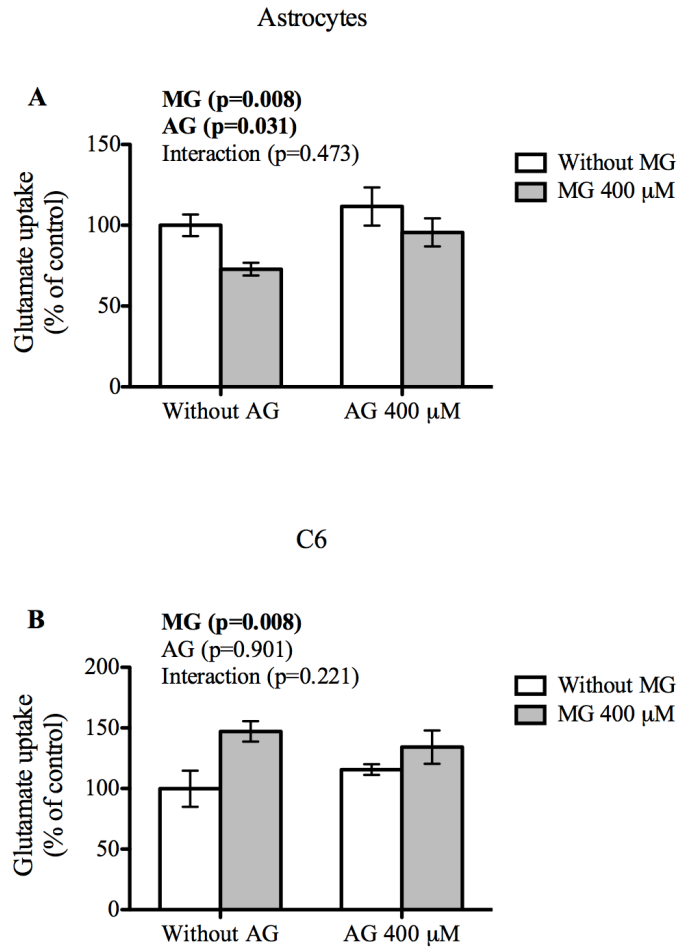 Astrocytes
A
MG (p=0.008)
AG (p=0.031)
Interaction (p=0.473)
150
100
50
0
Glutamate uptake
(% of control)
Without AG
AG 400 μM
Without MG
MG 400 μM
C6
B
MG (p=0.008)
AG (p=0.901)
Interaction (p=0.221)
200
150
100
50
0
Glutamate uptake
(% of control)
Without AG
AG 400 μM
Without MG
MG 400 μM